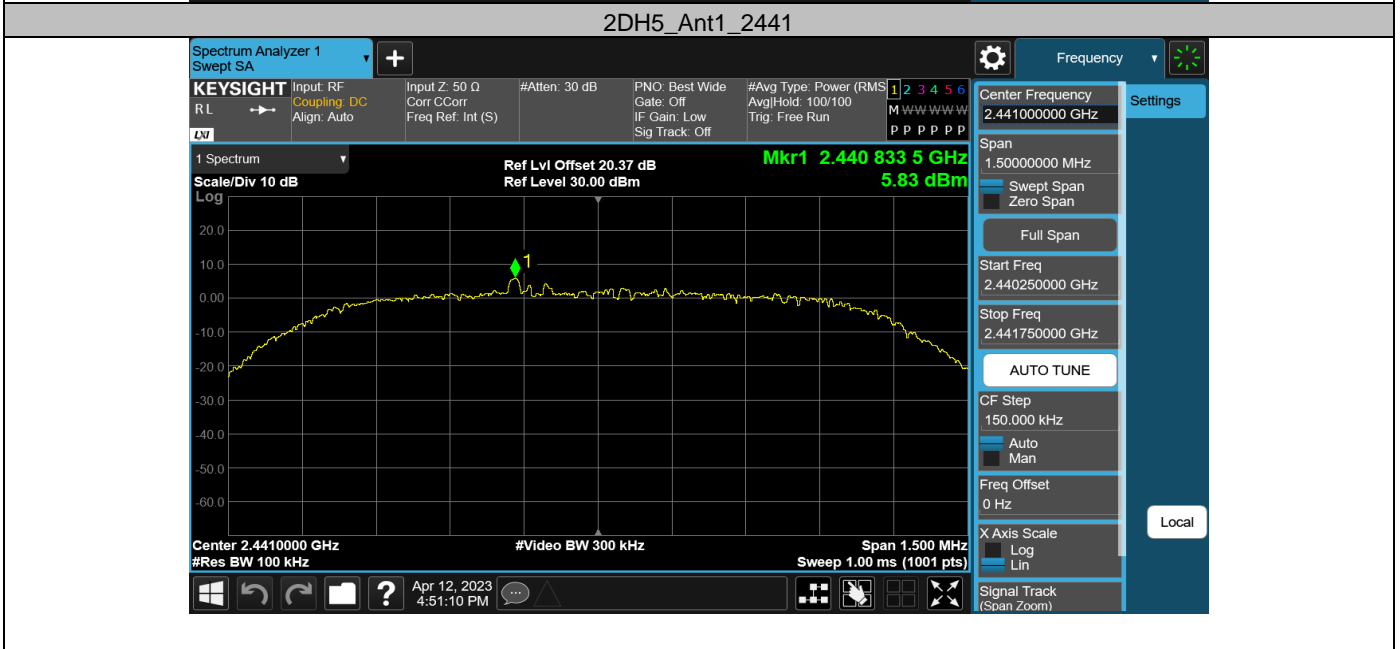 2DH5_Ant1_2441
Spectrum Analyzer 1
Swept SA
Frequency
KEYSIGHT
RL
LXI
Input: RF
Coupling: DC
Align: Auto
Input Z: 50 Ω
Corr CCorr
Freq Ref: Int (S)
#Atten: 30 dB
PNO: Best Wide
Gate: Off
IF Gain: Low
Sig Track: Off
#Avg Type: Power (RMS
Avg|Hold: 100/100
Trig: Free Run
1 2 3 4 5 6
M W W W W W
P P P P P P
1 Spectrum
Scale/Div 10 dB
Ref Lvl Offset 20.37 dB
Ref Level 30.00 dBm
Mkr1 2.440 833 5 GHz
5.83 dBm
Log
20.0
10.0
0.00
-10.0
-20.0
-30.0
-40.0
-50.0
-60.0
1
Center 2.4410000 GHz
#Res BW 100 kHz
#Video BW 300 kHz
Span 1.500 MHz
Sweep 1.00 ms (1001 pts)
Center Frequency
2.441000000 GHz
Span
1.50000000 MHz
Swept Span
Zero Span
Full Span
Start Freq
2.440250000 GHz
Stop Freq
2.441750000 GHz
AUTO TUNE
CF Step
150.000 kHz
Auto
Man
Freq Offset
0 Hz
X Axis Scale
Log
Lin
Signal Track
(Span Zoom)
Settings
Local
?
Apr 12, 2023
4:51:10 PM